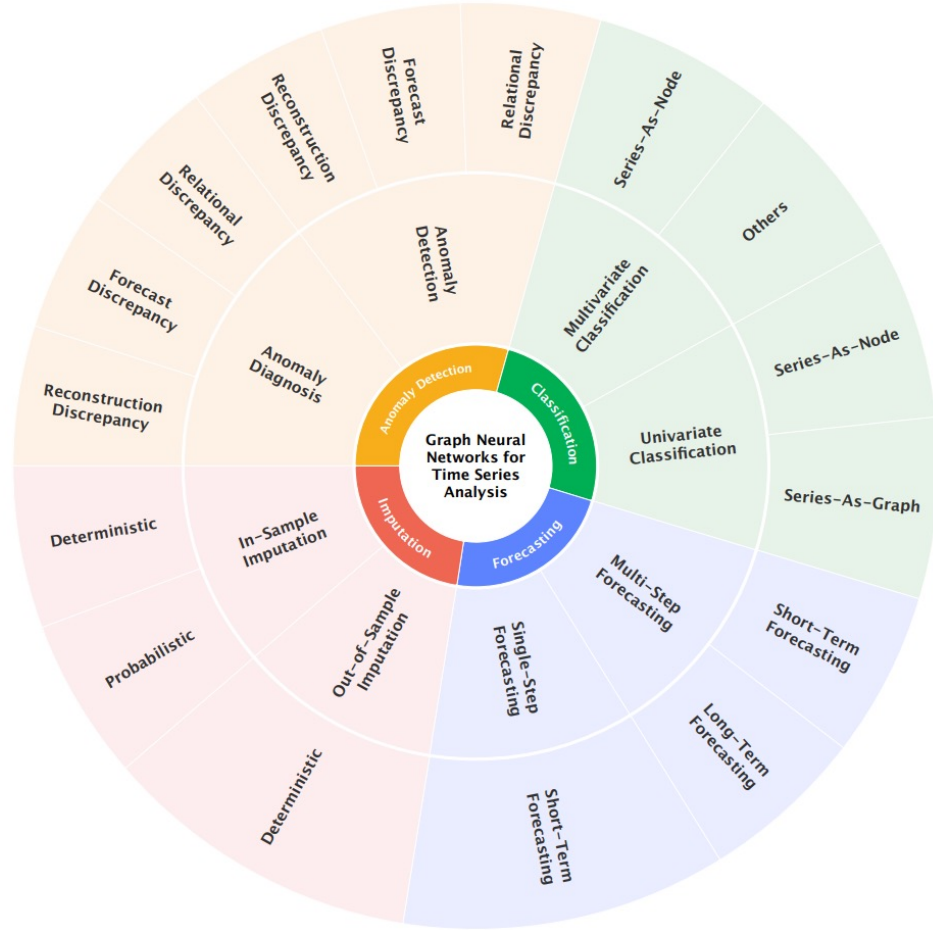 Graph Neural
Networks for
Time Series
Analysis
Anomaly Detection
Classification
Forecasting
Imputation
Anomaly
Detection
Multivariate
Classification
Univariate
Classification
Multi-Step
Forecasting
Single-Step
Forecasting
Out-of-Sample
Imputation
In-Sample
Imputation
Anomaly
Diagnosis
Reconstruction
Discrepancy
Forecast
Discrepancy
Relational
Discrepancy
Series-As-Node
Others
Series-As-Node
Series-As-Graph
Short-Term
Forecasting
Long-Term
Forecasting
Short-Term
Forecasting
Deterministic
Probabilistic
Deterministic
Reconstruction
Discrepancy
Forecast
Discrepancy
Relational
Discrepancy